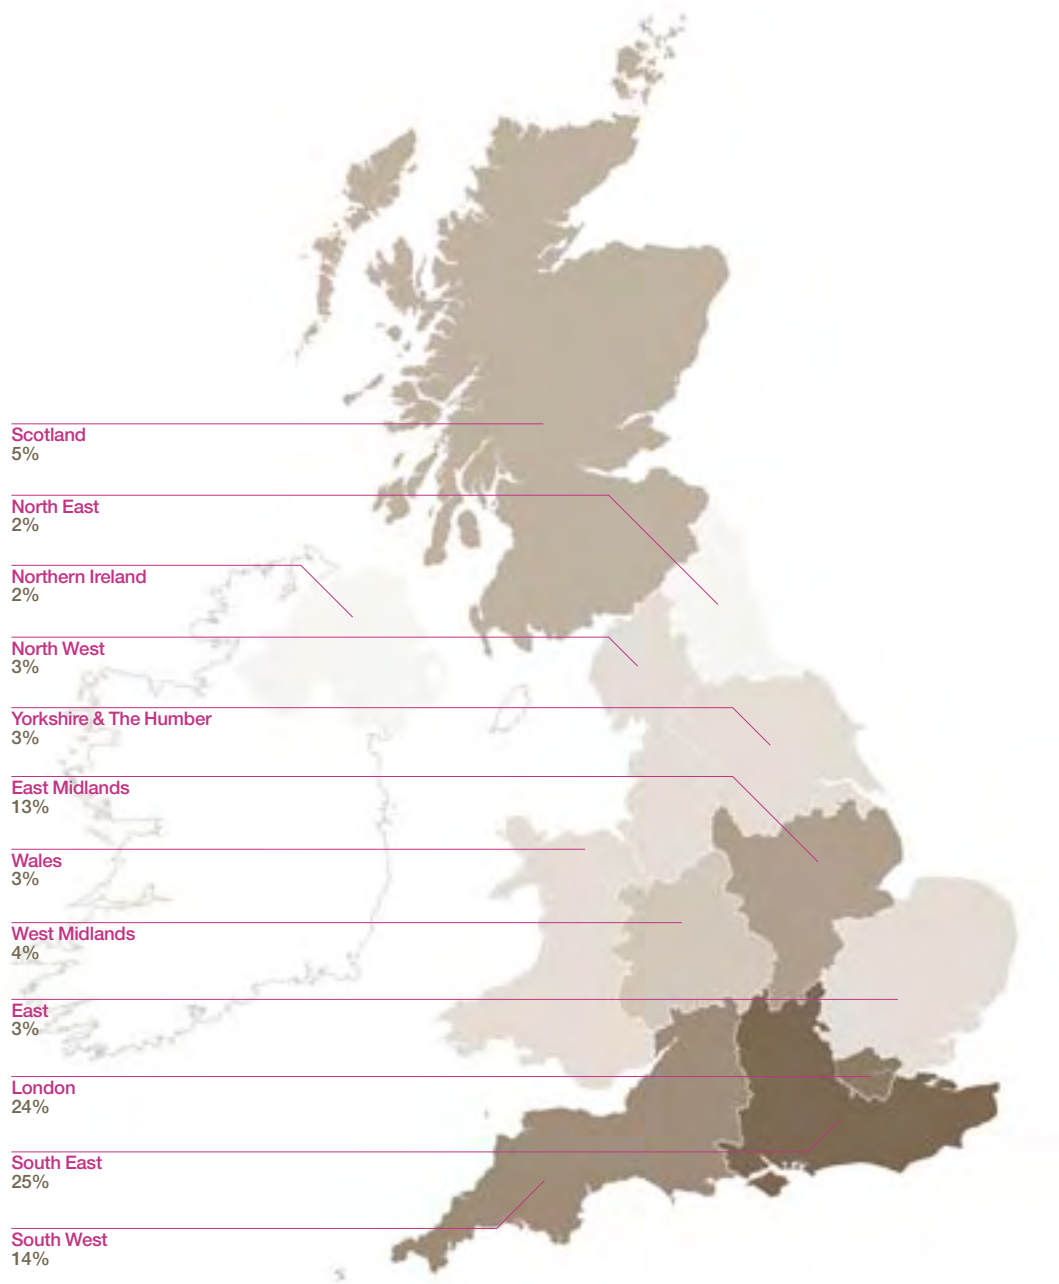 Scotland
5%
North East
2%
Northern Ireland
2%
North West
3%
Yorkshire & The Humber
3%
East Midlands
13%
Wales
3%
West Midlands
4%
East
3%
London
24%
South East
25%
South West
14%